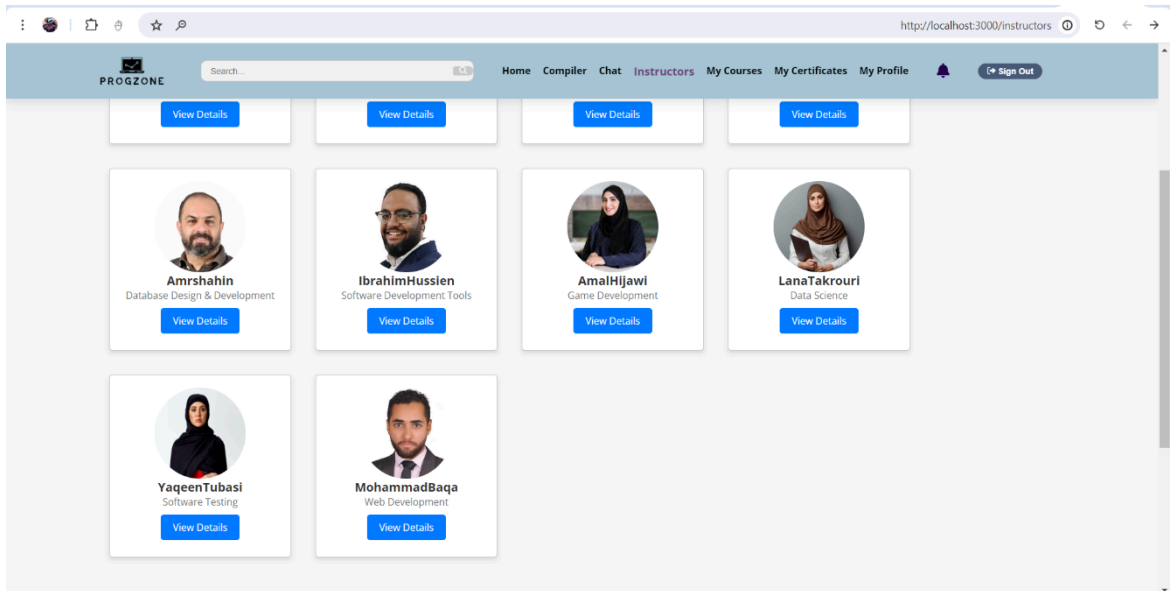 http://localhost:3000/instructors
PROGZONE
Search...
Home Compiler Chat Instructors My Courses My Certificates My Profile
Sign Out
View Details View Details View Details View Details
Amrshahin
Database Design & Development
View Details
IbrahimHussien
Software Development Tools
View Details
AmalHijawi
Game Development
View Details
LanaTakrouri
Data Science
View Details
YaqeenTubasi
Software Testing
View Details
MohammadBaqa
Web Development
View Details